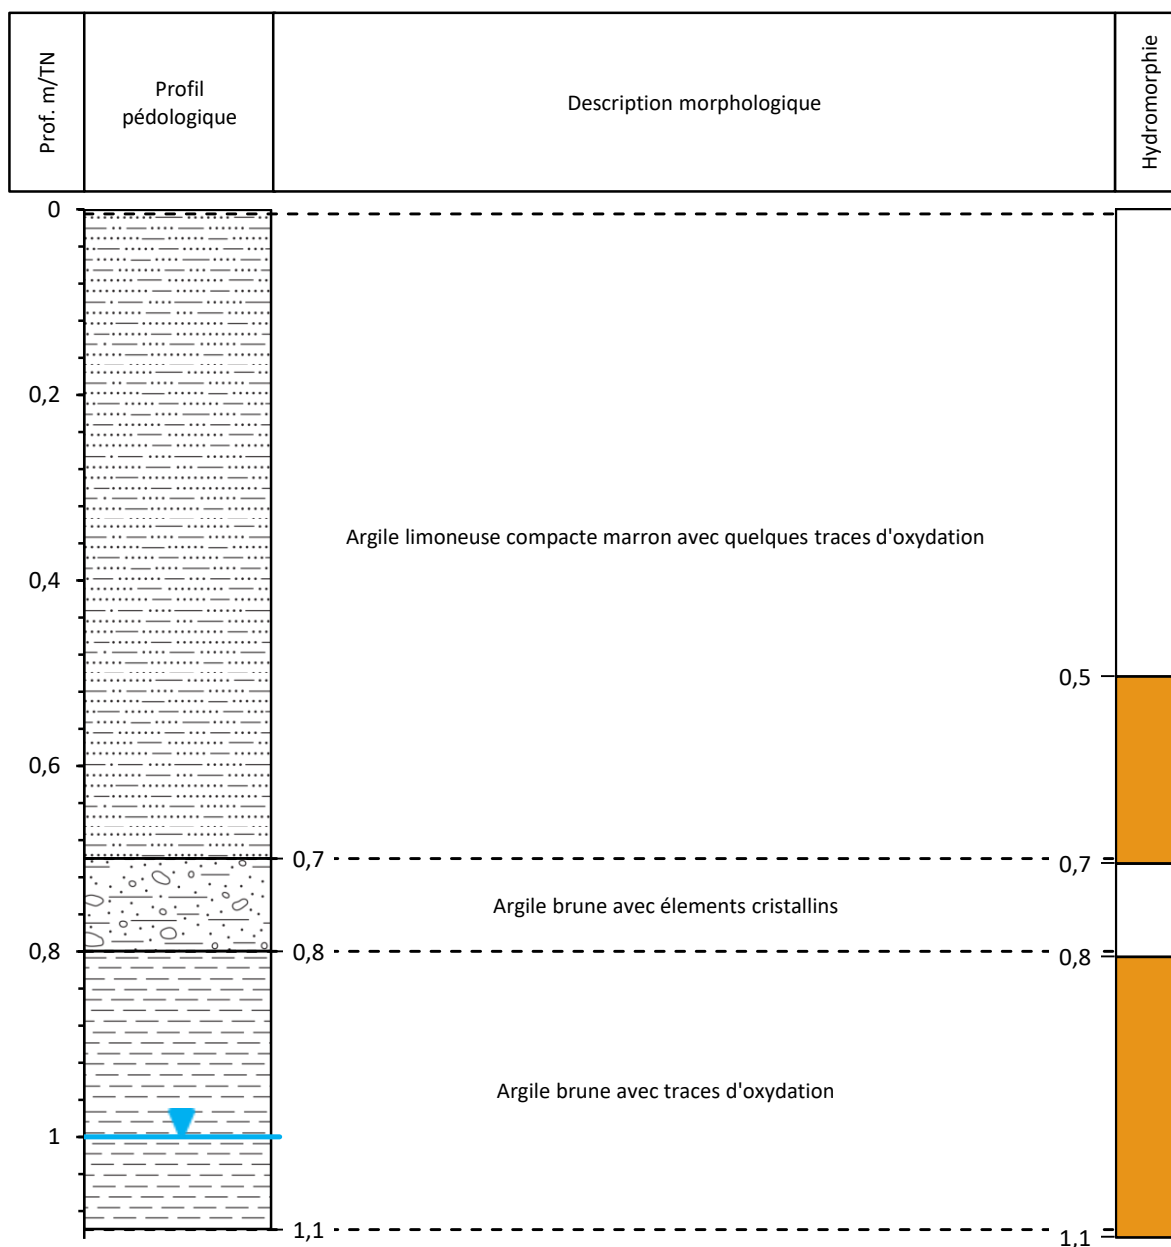 Prof. m/TN
Profil
pédologique
Description morphologique
Hydromorphie
0
0,2
Argile limoneuse compacte marron avec quelques traces d'oxydation
0,4
0,5
0,6
0,7
0,7
Argile brune avec élements cristallins
0,8
0,8
0,8
Argile brune avec traces d'oxydation
1
1,1
1,1